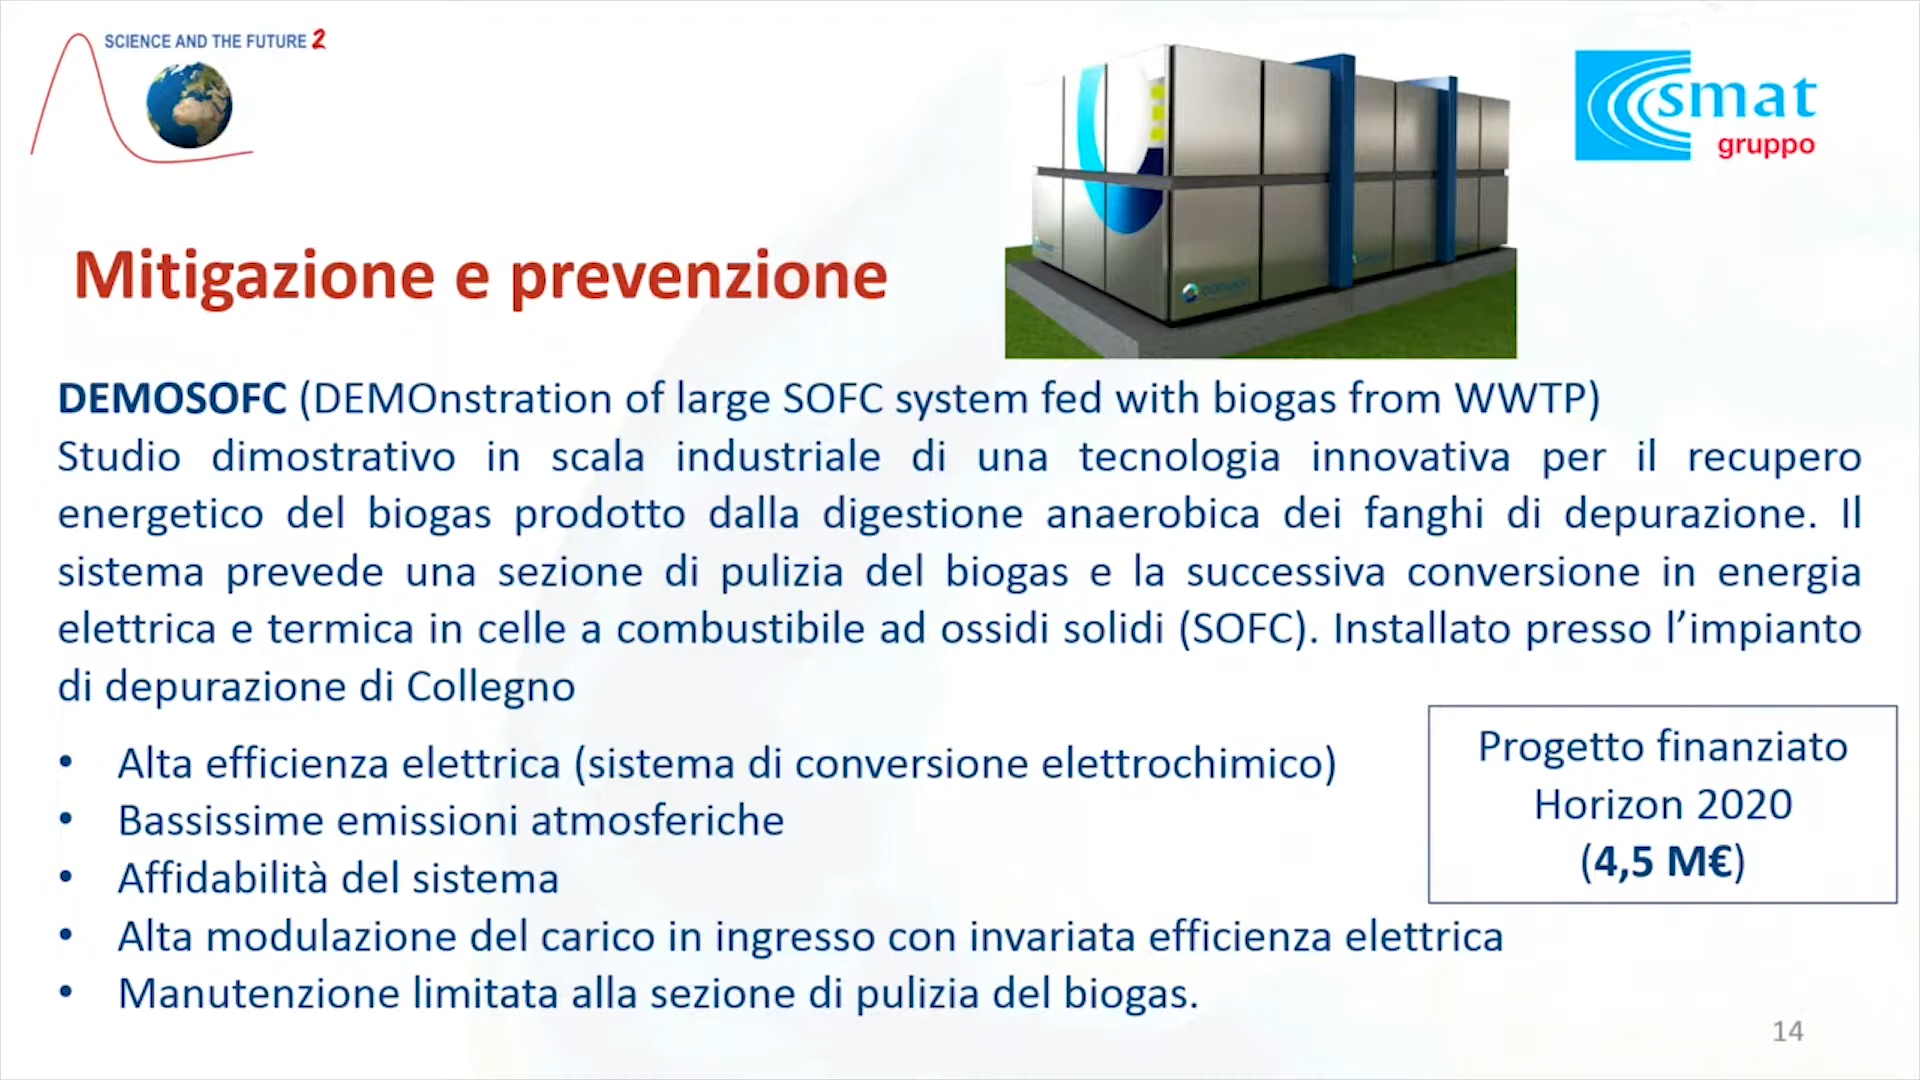 SCIENCE AND THE FUTURE 2
smat
gruppo
Mitigazione e prevenzione
DEMOSOFC (DEMOnstration of large SOFC system fed with biogas from WWTP)
Studio dimostrativo in scala industriale di una tecnologia innovativa per il recupero
energetico del biogas prodotto dalla digestione anaerobica dei fanghi di depurazione. Il
sistema prevede una sezione di pulizia del biogas e la successiva conversione in energia
elettrica e termica in celle a combustibile ad ossidi solidi (SOFC). Installato presso l’impianto
di depurazione di Collegno
• Alta efficienza elettrica (sistema di conversione elettrochimico)
• Bassissime emissioni atmosferiche
• Affidabilità del sistema
• Alta modulazione del carico in ingresso con invariata efficienza elettrica
• Manutenzione limitata alla sezione di pulizia del biogas.
Progetto finanziato
Horizon 2020
(4,5 M€)
14